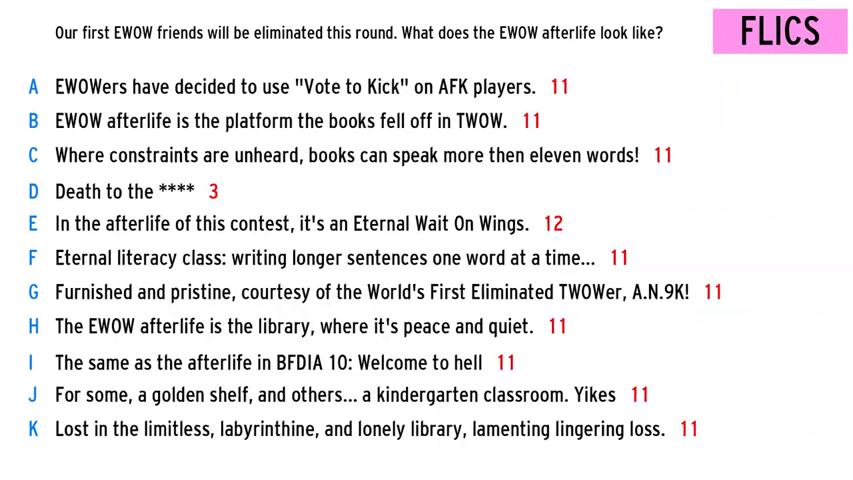 Our first EWOW friends will be eliminated this round. What does the EWOW afterlife look like?
FLICS
A EWOWers have decided to use "Vote to Kick" on AFK players. 11
B EWOW afterlife is the platform the books fell off in TWOW. 11
C Where constraints are unheard, books can speak more then eleven words! 11
D Death to the **** 3
E In the afterlife of this contest, it's an Eternal Wait On Wings. 12
F Eternal literacy class: writing longer sentences one word at a time... 11
G Furnished and pristine, courtesy of the World's First Eliminated TWOWer, A.N.9K! 11
H The EWOW afterlife is the library, where it's peace and quiet. 11
I The same as the afterlife in BFDIA 10: Welcome to hell 11
J For some, a golden shelf, and others... a kindergarten classroom. Yikes 11
K Lost in the limitless, labyrinthine, and lonely library, lamenting lingering loss. 11